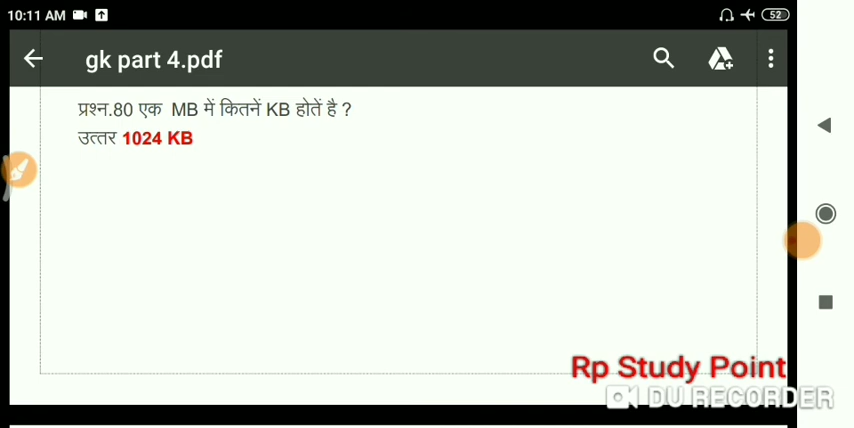 10:11 AM 52
gk part 4.pdf
प्रश्न.80 एक MB में कितनें KB होतें है ?
उत्तर 1024 KB
Rp Study Point
DU RECORDER